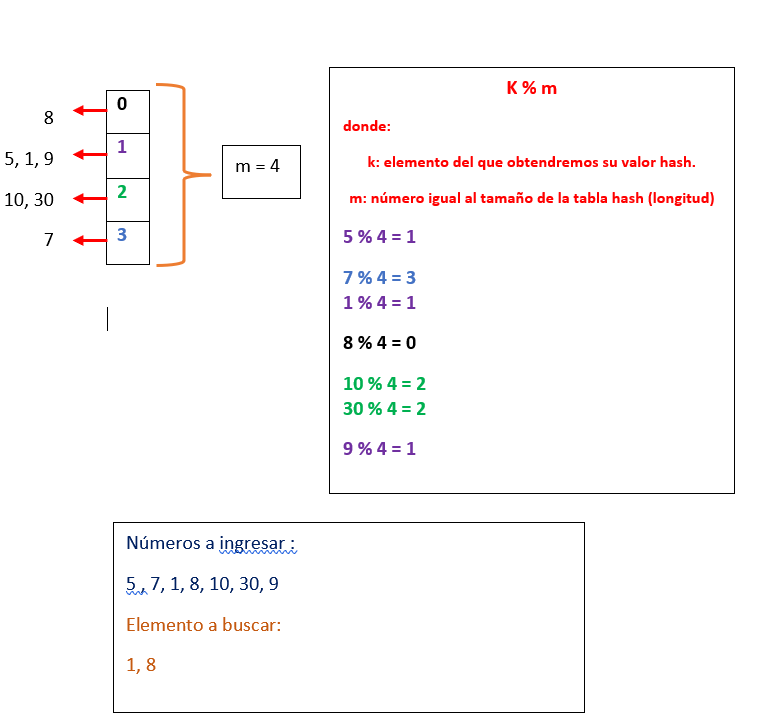 8
5, 1, 9
10, 30
7
0
1
2
3
m = 4
K % m
donde:
k: elemento del que obtendremos su valor hash.
m: número igual al tamaño de la tabla hash (longitud)
5 % 4 = 1
7 % 4 = 3
1 % 4 = 1
8 % 4 = 0
10 % 4 = 2
30 % 4 = 2
9 % 4 = 1
Números a ingresar :
5 , 7, 1, 8, 10, 30, 9
Elemento a buscar:
1, 8